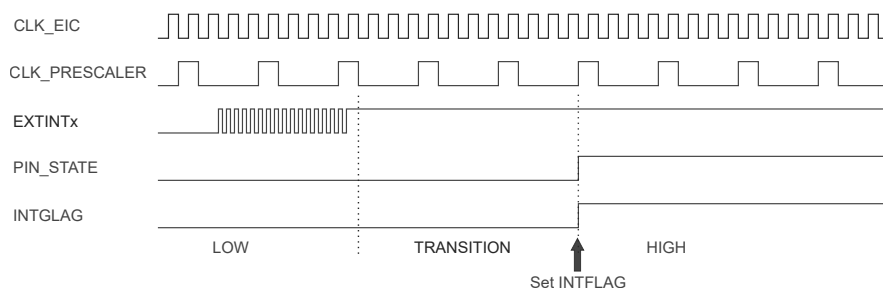 CLK_EIC
CLK_PRESCALER
EXTINTx
PIN_STATE
INTGLAG
LOW TRANSITION HIGH
Set INTFLAG